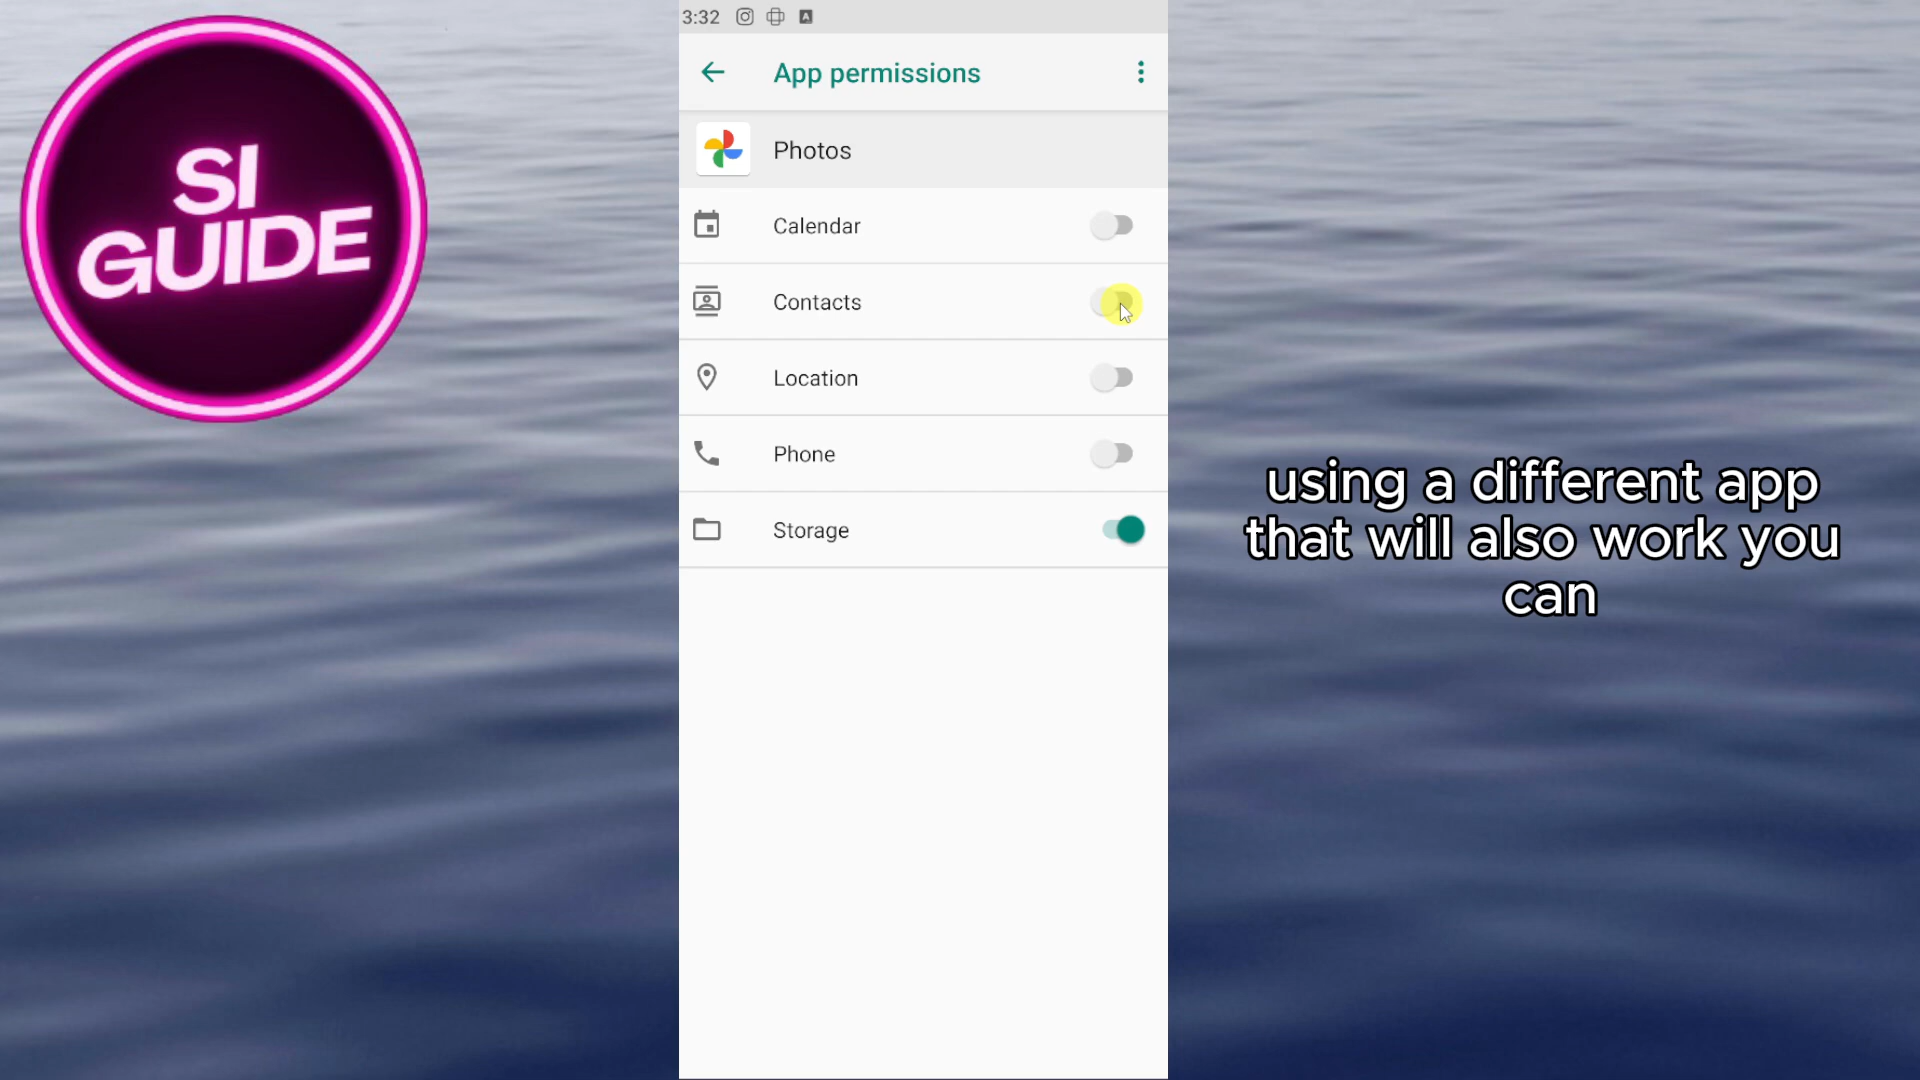 SI
GUIDE
3:32
App permissions
Photos
Calendar
Contacts
Location
Phone
Storage
using a different app
that will also work you
can